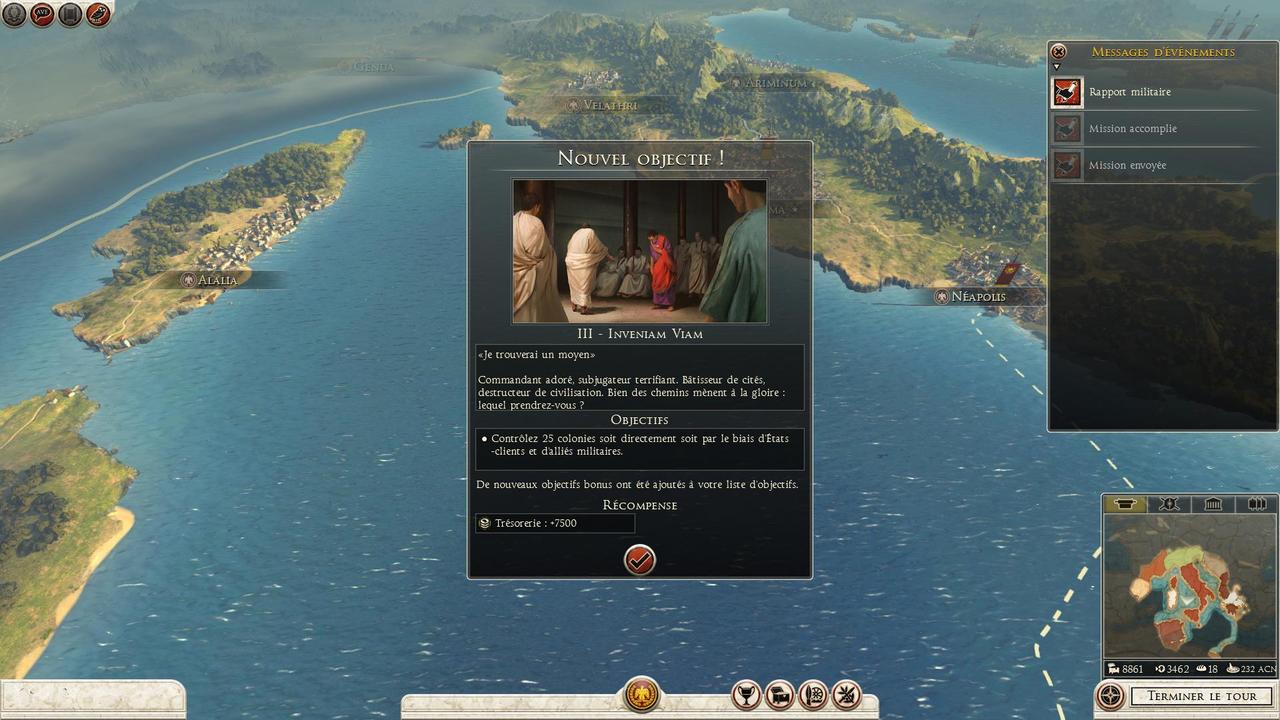 AVE
Genua
Ariminum
Velathri
Alalia
MA
Néapolis
Nouvel objectif !
III - Inveniam Viam
«Je trouverai un moyen»
Commandant adoré, subjugateur terrifiant. Bâtisseur de cités,
destructeur de civilisation. Bien des chemins mènent à la gloire :
lequel prendrez-vous ?
Objectifs
• Contrôlez 25 colonies soit directement soit par le biais d'États
-clients et d'alliés militaires.
De nouveaux objectifs bonus ont été ajoutés à votre liste d'objectifs.
Récompense
Trésorerie : +7500
Messages d'événements
Rapport militaire
Mission accomplie
Mission envoyée
8861 3462 18 232 ACN
Terminer le tour